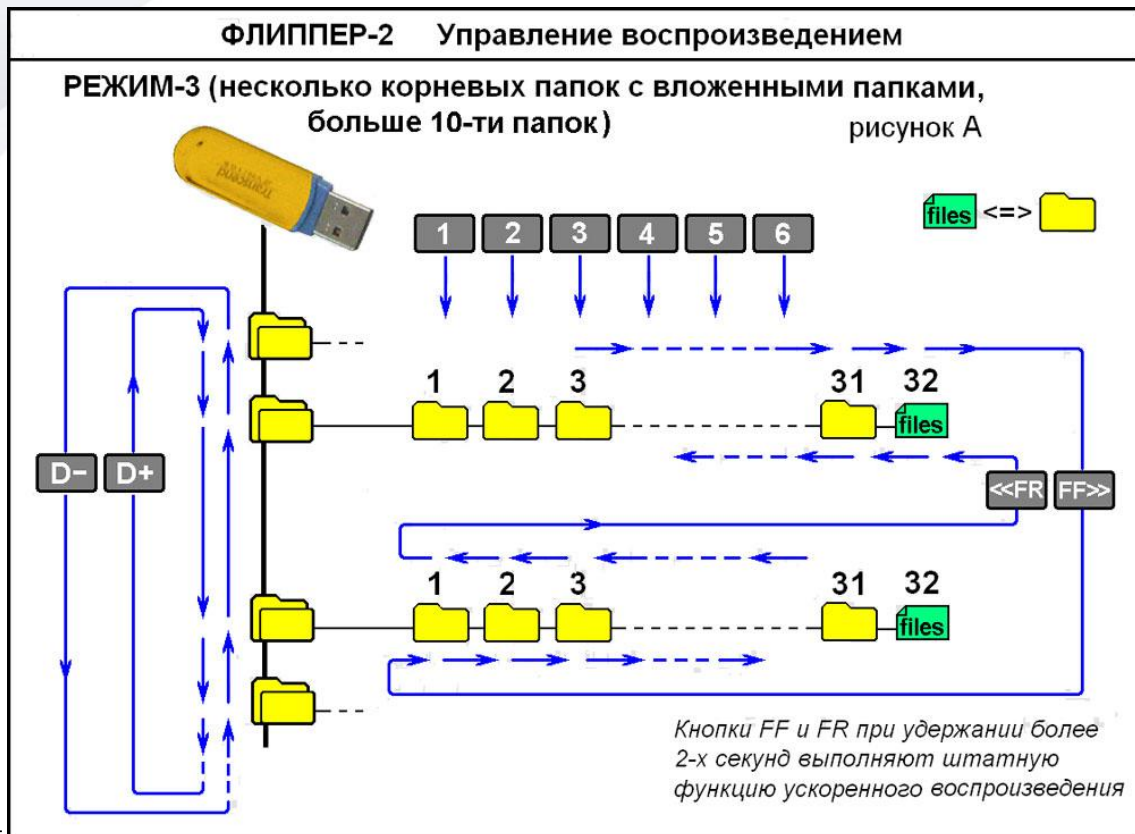 ФЛИППЕР-2 Управление воспроизведением
РЕЖИМ-3 (несколько корневых папок с вложенными папками,
больше 10-ти папок)
рисунок А
Transcend
files <=>
1 2 3 4 5 6
1 2 3 31 32
files
D− D+
<<FR FF>>
1 2 3 31 32
files
Кнопки FF и FR при удержании более
2-х секунд выполняют штатную
функцию ускоренного воспроизведения